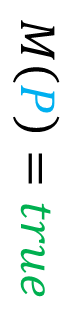 M(P) = true